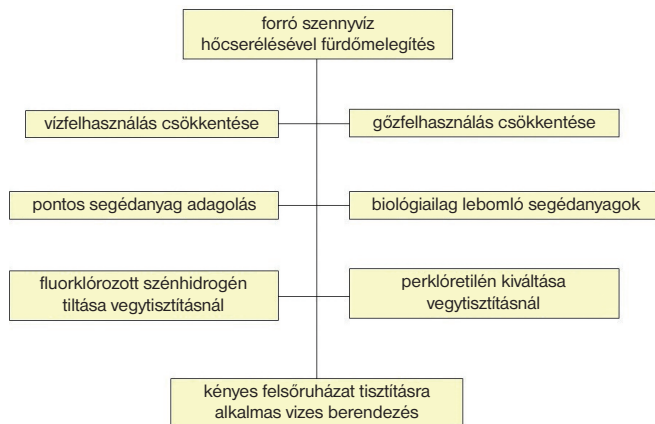 forró szennyvíz
hőcserélésével fürdőmelegítés
vízfelhasználás csökkentése
gőzfelhasználás csökkentése
pontos segédanyag adagolás
biológiailag lebomló segédanyagok
fluorklórozott szénhidrogén
tiltása vegytisztításnál
perklóretilén kiváltása
vegytisztításnál
kényes felsőruházat tisztításra
alkalmas vizes berendezés